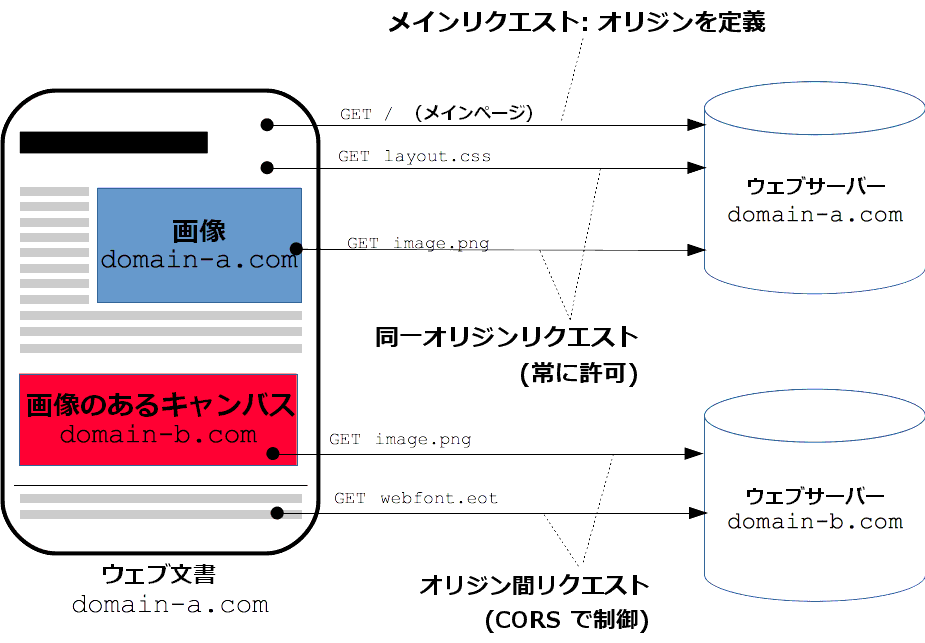 メインリクエスト: オリジンを定義
GET / （メインページ）
GET layout.css
ウェブサーバー
domain-a.com
画像
domain-a.com
GET image.png
同一オリジンリクエスト
(常に許可)
画像のあるキャンバス
domain-b.com
GET image.png
GET webfont.eot
ウェブサーバー
domain-b.com
ウェブ文書
domain-a.com
オリジン間リクエスト
(CORS で制御)